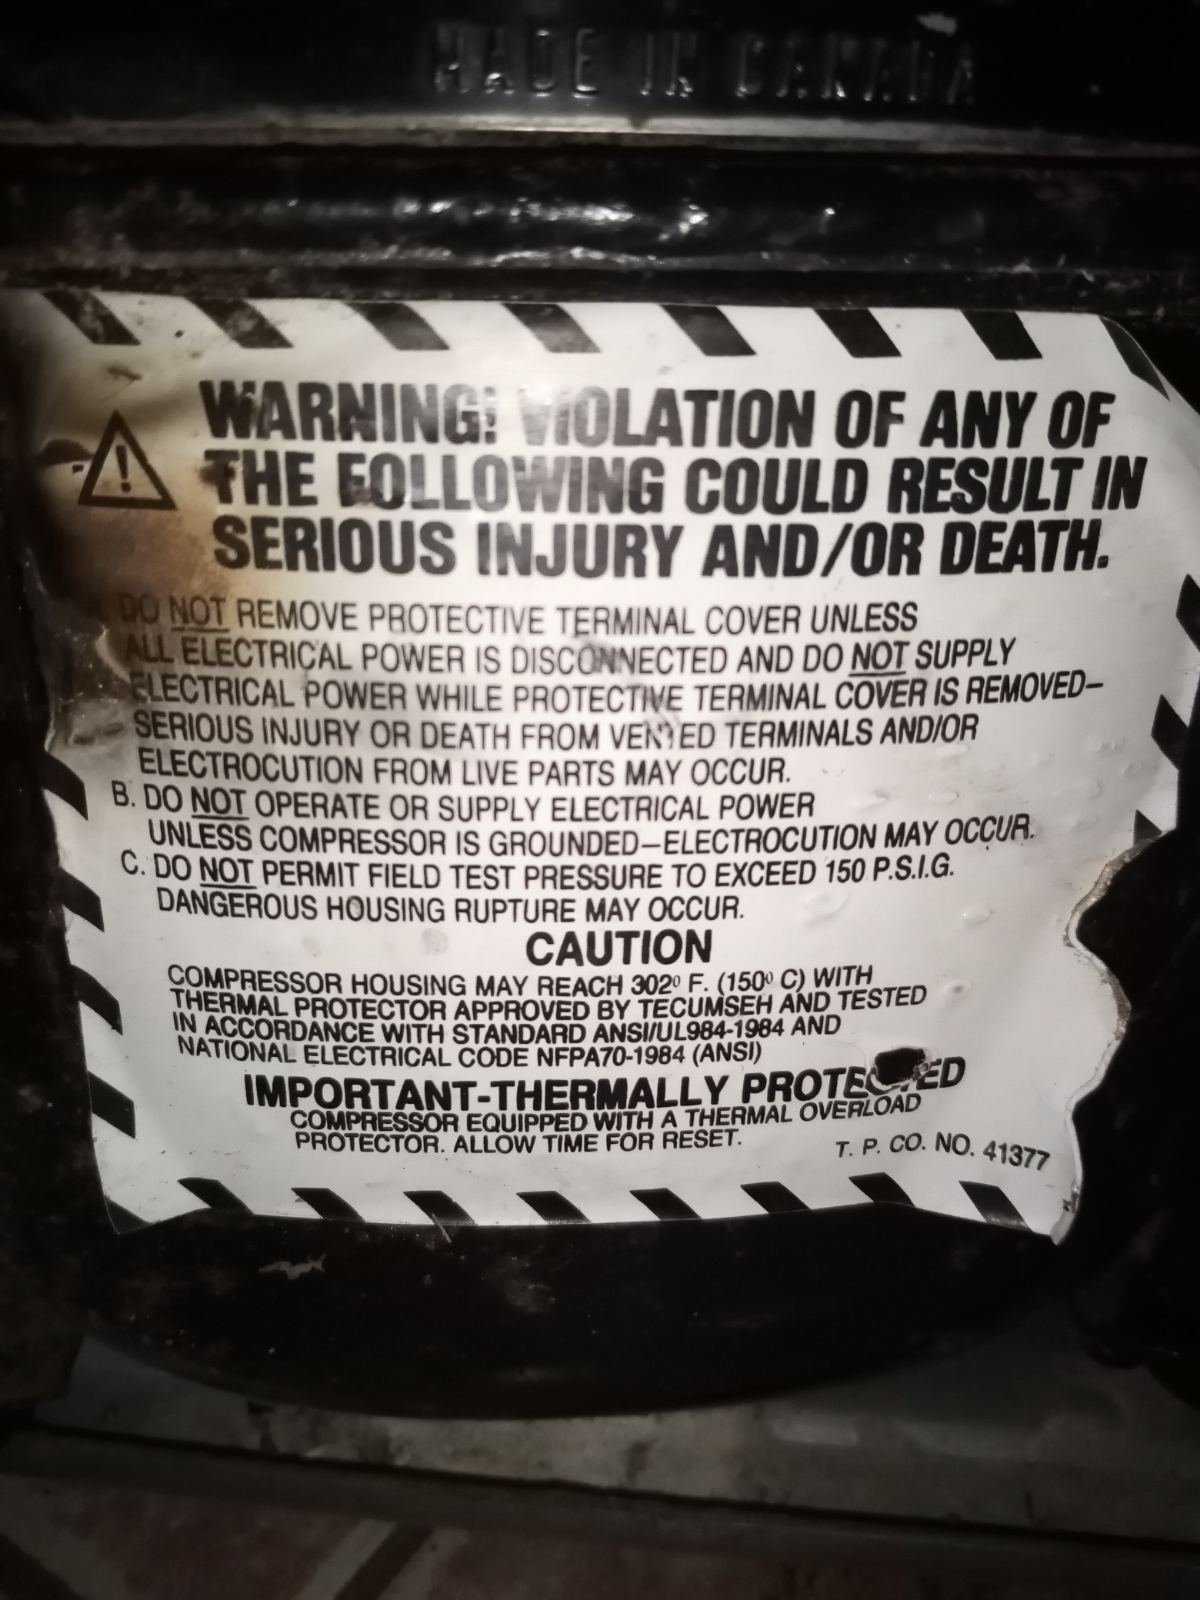 MADE IN CANADA
WARNING! VIOLATION OF ANY OF
THE FOLLOWING COULD RESULT IN
SERIOUS INJURY AND/OR DEATH.
DO NOT REMOVE PROTECTIVE TERMINAL COVER UNLESS
ALL ELECTRICAL POWER IS DISCONNECTED AND DO NOT SUPPLY
ELECTRICAL POWER WHILE PROTECTIVE TERMINAL COVER IS REMOVED–
SERIOUS INJURY OR DEATH FROM VENTED TERMINALS AND/OR
ELECTROCUTION FROM LIVE PARTS MAY OCCUR.
B. DO NOT OPERATE OR SUPPLY ELECTRICAL POWER
UNLESS COMPRESSOR IS GROUNDED–ELECTROCUTION MAY OCCUR.
C. DO NOT PERMIT FIELD TEST PRESSURE TO EXCEED 150 P.S.I.G.
DANGEROUS HOUSING RUPTURE MAY OCCUR.
CAUTION
COMPRESSOR HOUSING MAY REACH 302º F. (150º C) WITH
THERMAL PROTECTOR APPROVED BY TECUMSEH AND TESTED
IN ACCORDANCE WITH STANDARD ANSI/UL984-1984 AND
NATIONAL ELECTRICAL CODE NFPA70-1984 (ANSI)
IMPORTANT-THERMALLY PROTECTED
COMPRESSOR EQUIPPED WITH A THERMAL OVERLOAD
PROTECTOR. ALLOW TIME FOR RESET.
T. P. CO. NO. 41377